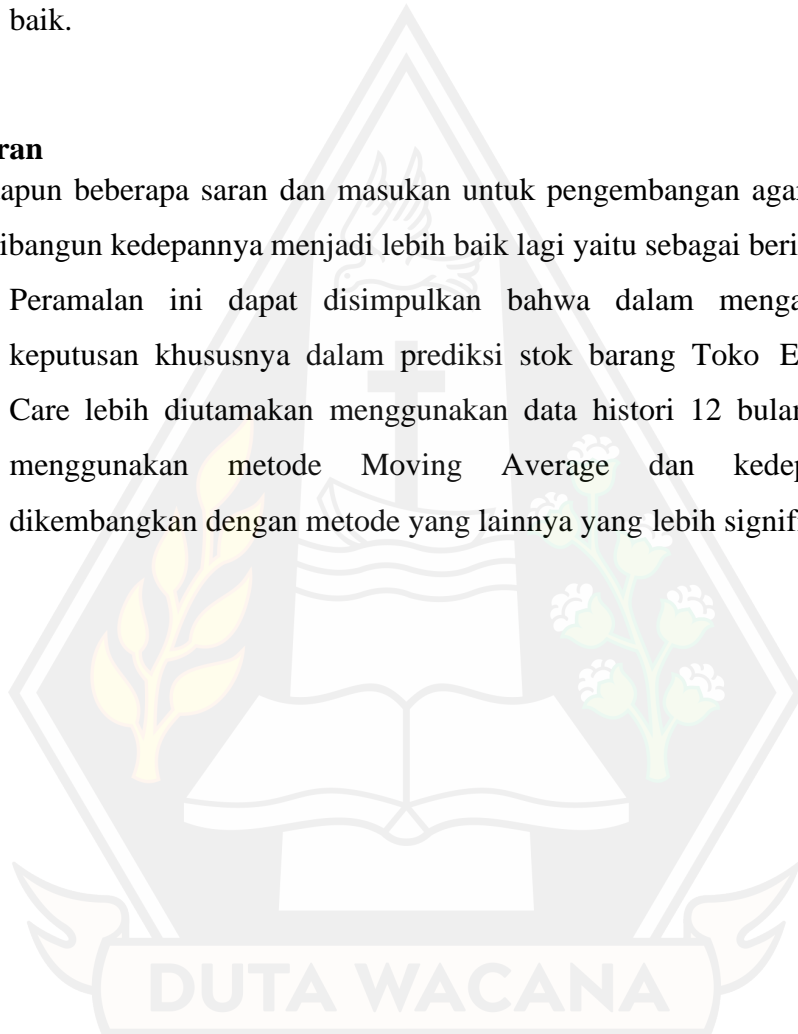 baik.
ran
apun beberapa saran dan masukan untuk pengembangan aga
ibangun kedepannya menjadi lebih baik lagi yaitu sebagai beri
Peramalan ini dapat disimpulkan bahwa dalam menga
keputusan khususnya dalam prediksi stok barang Toko E
Care lebih diutamakan menggunakan data histori 12 bulan
menggunakan metode Moving Average dan kedep
dikembangkan dengan metode yang lainnya yang lebih signifi
DUTA WACANA